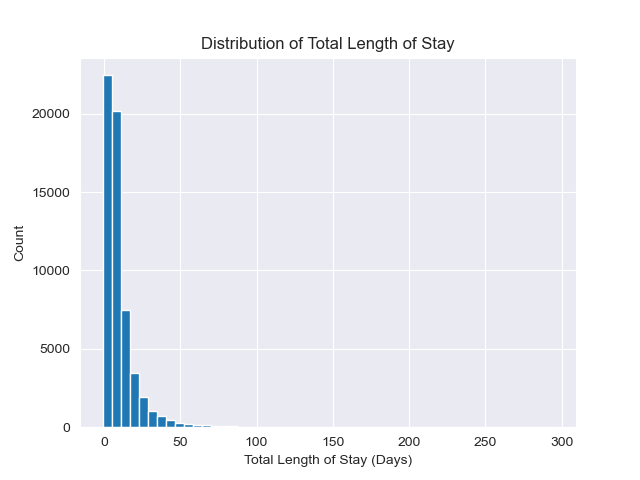 Distribution of Total Length of Stay
20000
15000
10000
5000
0
Count
0 50 100 150 200 250 300
Total Length of Stay (Days)